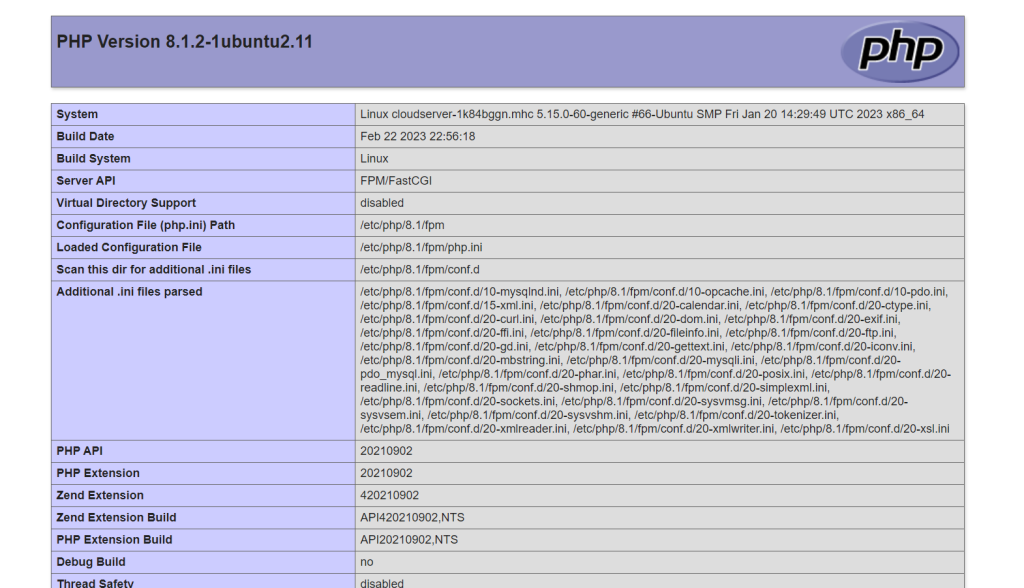 PHP Version 8.1.2-1ubuntu2.11
php
System Linux cloudserver-1k84bggn.mhc 5.15.0-60-generic #66-Ubuntu SMP Fri Jan 20 14:29:49 UTC 2023 x86_64
Build Date Feb 22 2023 22:56:18
Build System Linux
Server API FPM/FastCGI
Virtual Directory Support disabled
Configuration File (php.ini) Path /etc/php/8.1/fpm
Loaded Configuration File /etc/php/8.1/fpm/php.ini
Scan this dir for additional .ini files /etc/php/8.1/fpm/conf.d
Additional .ini files parsed /etc/php/8.1/fpm/conf.d/10-mysqlnd.ini, /etc/php/8.1/fpm/conf.d/10-opcache.ini, /etc/php/8.1/fpm/conf.d/10-pdo.ini,
/etc/php/8.1/fpm/conf.d/15-xml.ini, /etc/php/8.1/fpm/conf.d/20-calendar.ini, /etc/php/8.1/fpm/conf.d/20-ctype.ini,
/etc/php/8.1/fpm/conf.d/20-curl.ini, /etc/php/8.1/fpm/conf.d/20-dom.ini, /etc/php/8.1/fpm/conf.d/20-exif.ini,
/etc/php/8.1/fpm/conf.d/20-ffi.ini, /etc/php/8.1/fpm/conf.d/20-fileinfo.ini, /etc/php/8.1/fpm/conf.d/20-ftp.ini,
/etc/php/8.1/fpm/conf.d/20-gd.ini, /etc/php/8.1/fpm/conf.d/20-gettext.ini, /etc/php/8.1/fpm/conf.d/20-iconv.ini,
/etc/php/8.1/fpm/conf.d/20-mbstring.ini, /etc/php/8.1/fpm/conf.d/20-mysqli.ini, /etc/php/8.1/fpm/conf.d/20-
pdo_mysql.ini, /etc/php/8.1/fpm/conf.d/20-phar.ini, /etc/php/8.1/fpm/conf.d/20-posix.ini, /etc/php/8.1/fpm/conf.d/20-
readline.ini, /etc/php/8.1/fpm/conf.d/20-shmop.ini, /etc/php/8.1/fpm/conf.d/20-simplexml.ini,
/etc/php/8.1/fpm/conf.d/20-sockets.ini, /etc/php/8.1/fpm/conf.d/20-sysvmsg.ini, /etc/php/8.1/fpm/conf.d/20-
sysvsem.ini, /etc/php/8.1/fpm/conf.d/20-sysvshm.ini, /etc/php/8.1/fpm/conf.d/20-tokenizer.ini,
/etc/php/8.1/fpm/conf.d/20-xmlreader.ini, /etc/php/8.1/fpm/conf.d/20-xmlwriter.ini, /etc/php/8.1/fpm/conf.d/20-xsl.ini
PHP API 20210902
PHP Extension 20210902
Zend Extension 420210902
Zend Extension Build API420210902,NTS
PHP Extension Build API20210902,NTS
Debug Build no
Thread Safety disabled